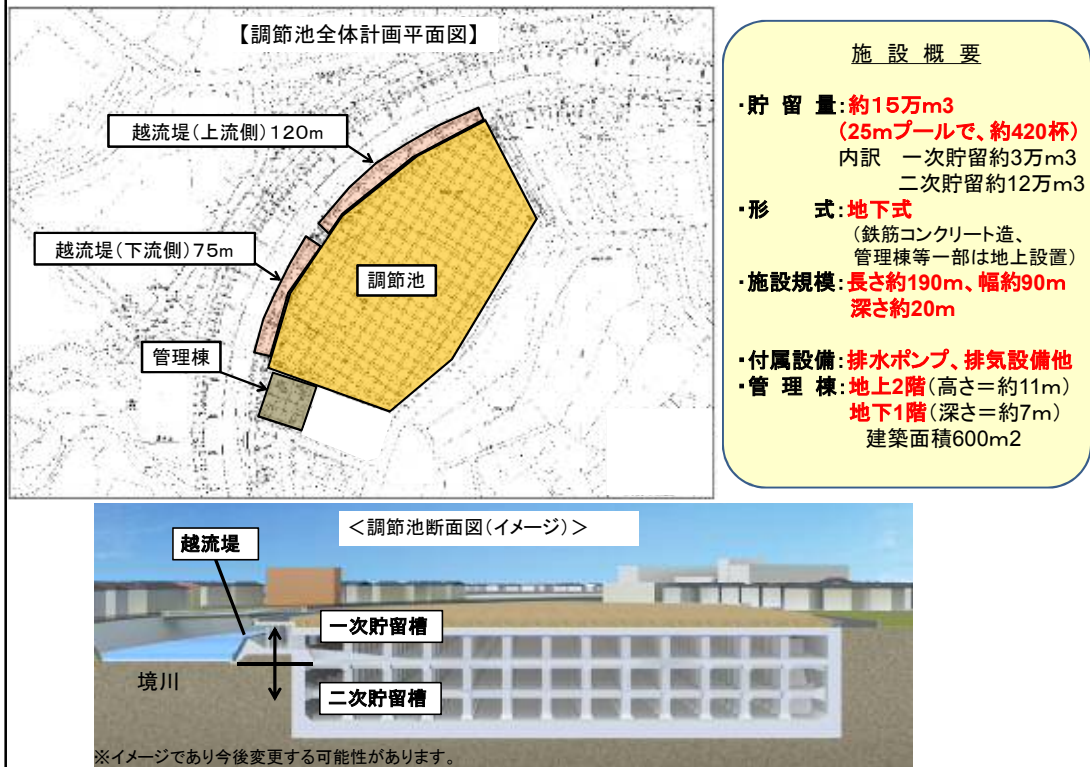 【調節池全体計画平面図】
越流堤(上流側)120m
越流堤(下流側)75m
調節池
管理棟
施 設 概 要
・貯 留 量:約15万m3
(25mプールで、約420杯)
内訳 一次貯留約3万m3
二次貯留約12万m3
・形 式:地下式
(鉄筋コンクリート造、
管理棟等一部は地上設置)
・施設規模:長さ約190m、幅約90m
深さ約20m
・付属設備:排水ポンプ、排気設備他
・管 理 棟:地上2階(高さ=約11m)
地下1階(深さ=約7m)
建築面積600m2
<調節池断面図(イメージ)>
越流堤
一次貯留槽
境川
二次貯留槽
※イメージであり今後変更する可能性があります。